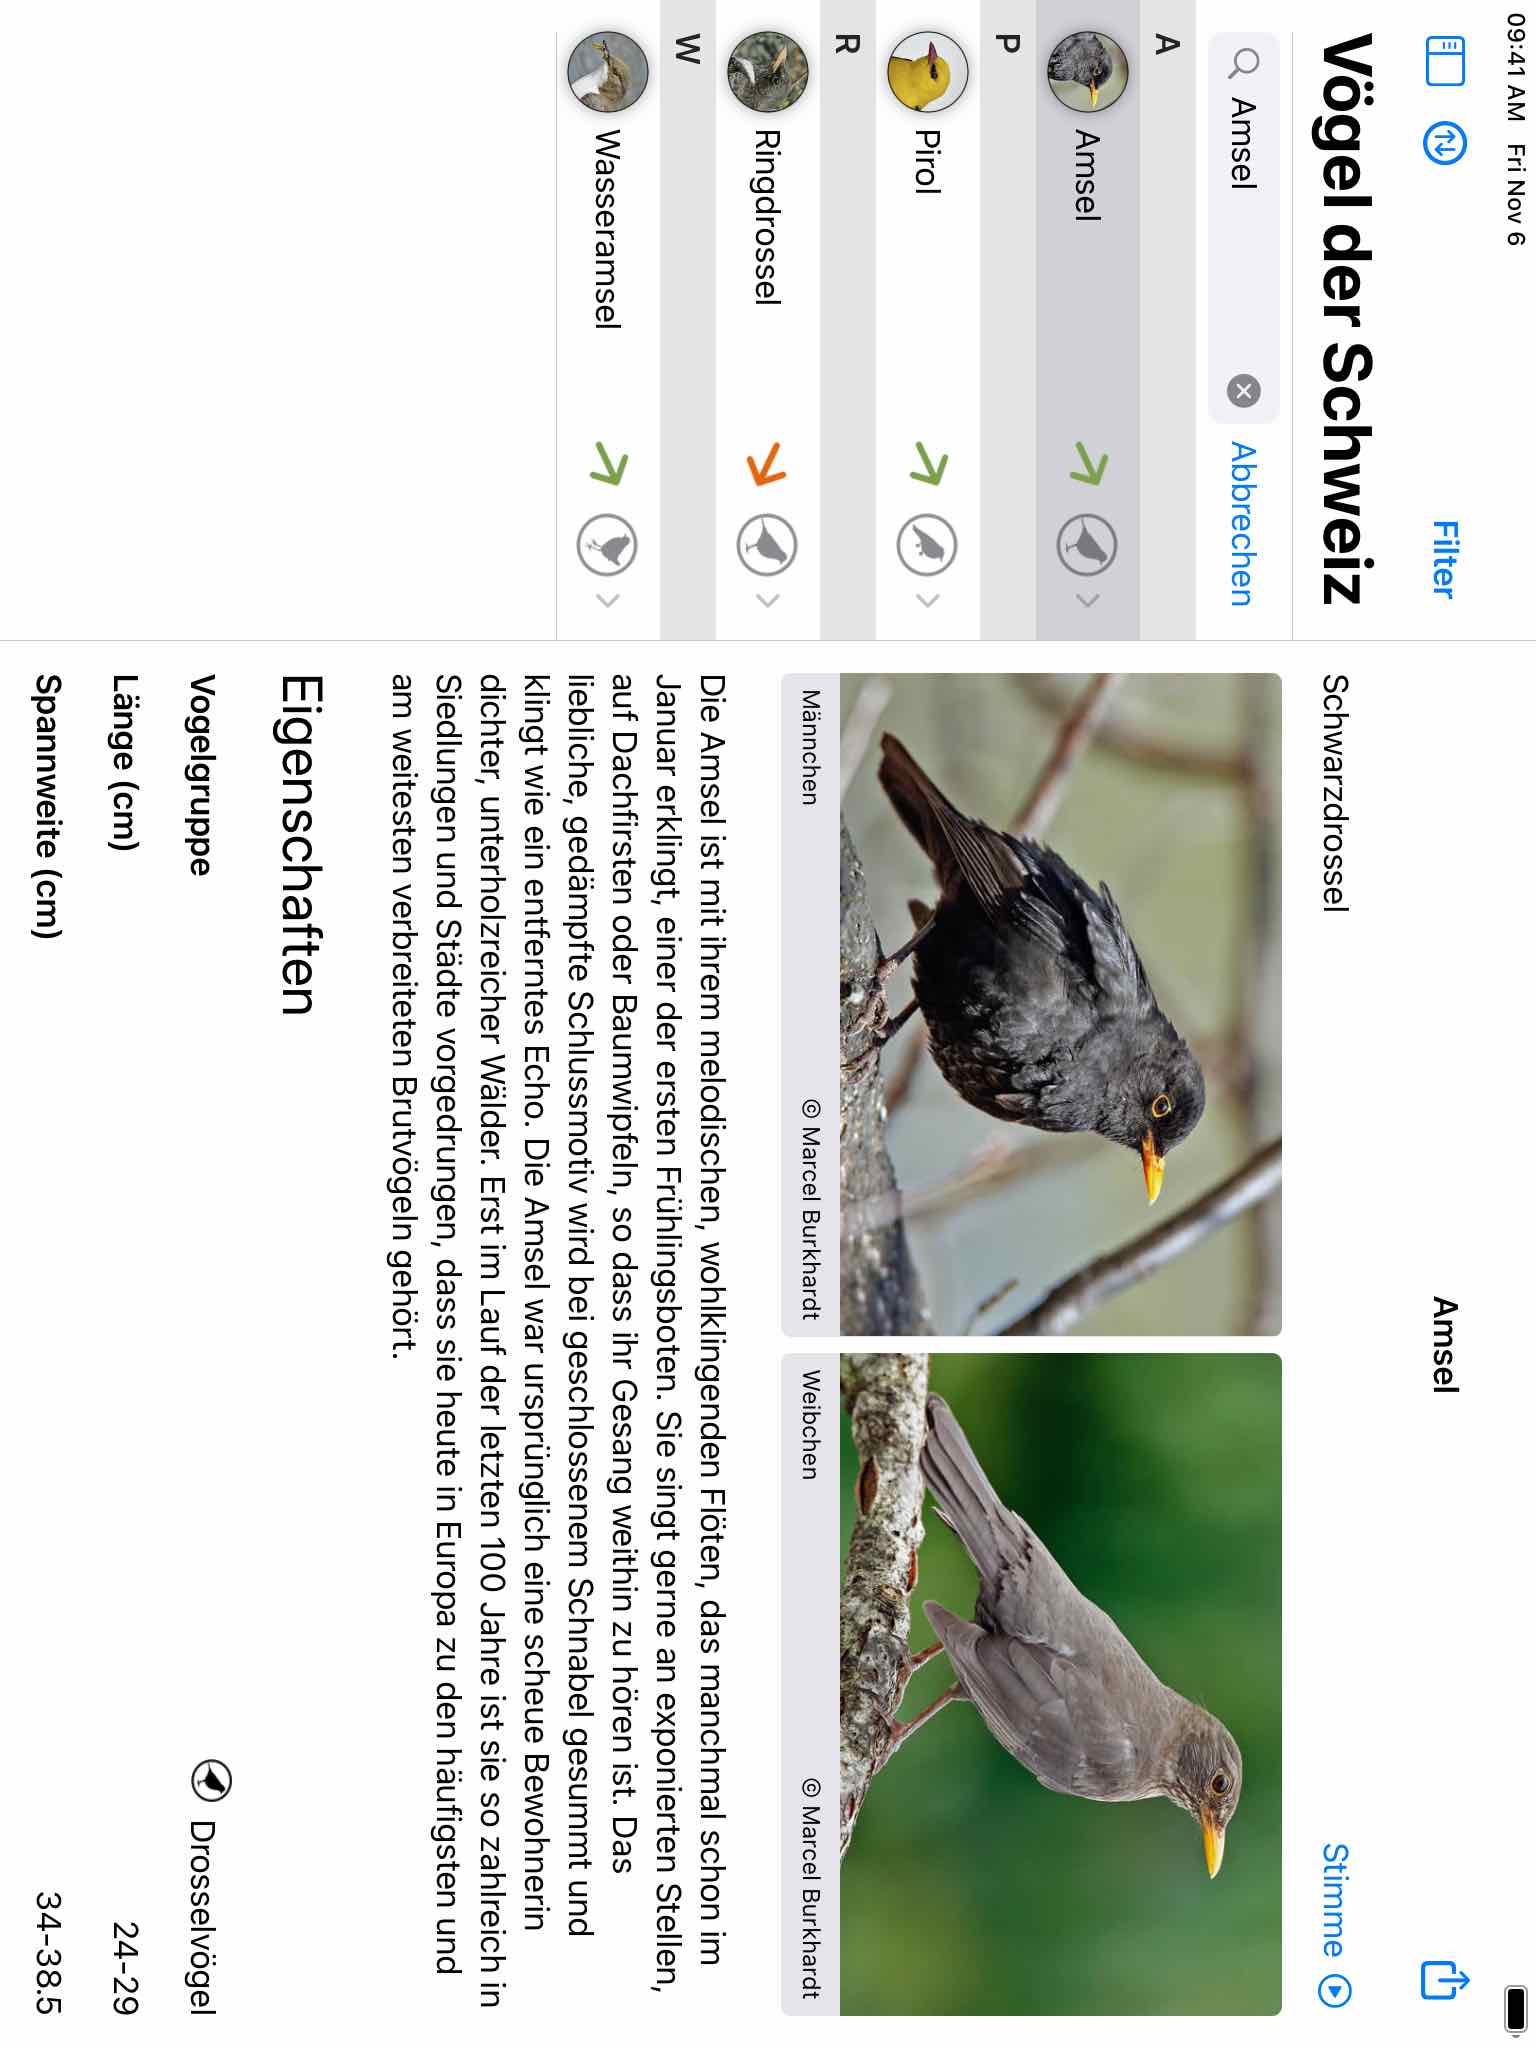 09:41 AM Fri Nov 6
Filter
Vögel der Schweiz
Amsel
Abbrechen
A
Amsel
P
Pirol
R
Ringdrossel
W
Wasseramsel
Amsel
Schwarzdrossel
Stimme
Männchen
© Marcel Burkhardt
Weibchen
© Marcel Burkhardt
Die Amsel ist mit ihrem melodischen, wohlklingenden Flöten, das manchmal schon im
Januar erklingt, einer der ersten Frühlingsboten. Sie singt gerne an exponierten Stellen,
auf Dachfirsten oder Baumwipfeln, so dass ihr Gesang weithin zu hören ist. Das
liebliche, gedämpfte Schlussmotiv wird bei geschlossenem Schnabel gesummt und
klingt wie ein entferntes Echo. Die Amsel war ursprünglich eine scheue Bewohnerin
dichter, unterholzreicher Wälder. Erst im Lauf der letzten 100 Jahre ist sie so zahlreich in
Siedlungen und Städte vorgedrungen, dass sie heute in Europa zu den häufigsten und
am weitesten verbreiteten Brutvögeln gehört.
Eigenschaften
Vogelgruppe
Drosselvögel
Länge (cm)
24-29
Spannweite (cm)
34-38.5